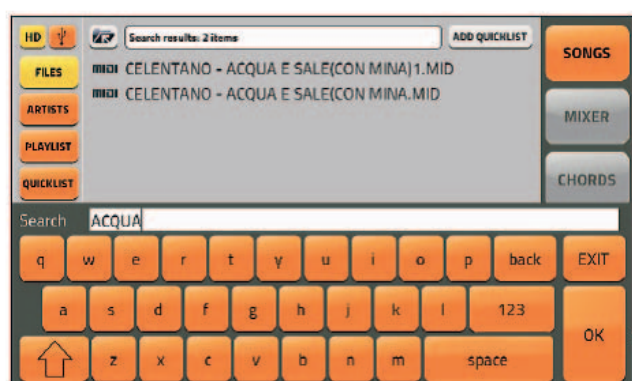 HD
Search results: 2 items
ADD QUICKLIST
SONGS
FILES
MIDI CELENTANO - ACQUA E SALE(CON MINA)1.MID
MIDI CELENTANO - ACQUA E SALE(CON MINA.MID
ARTISTS
MIXER
PLAYLIST
QUICKLIST
CHORDS
Search ACQUA
q w e r t y u i o p back EXIT
a s d f g h j k l 123
OK
z x c v b n m space